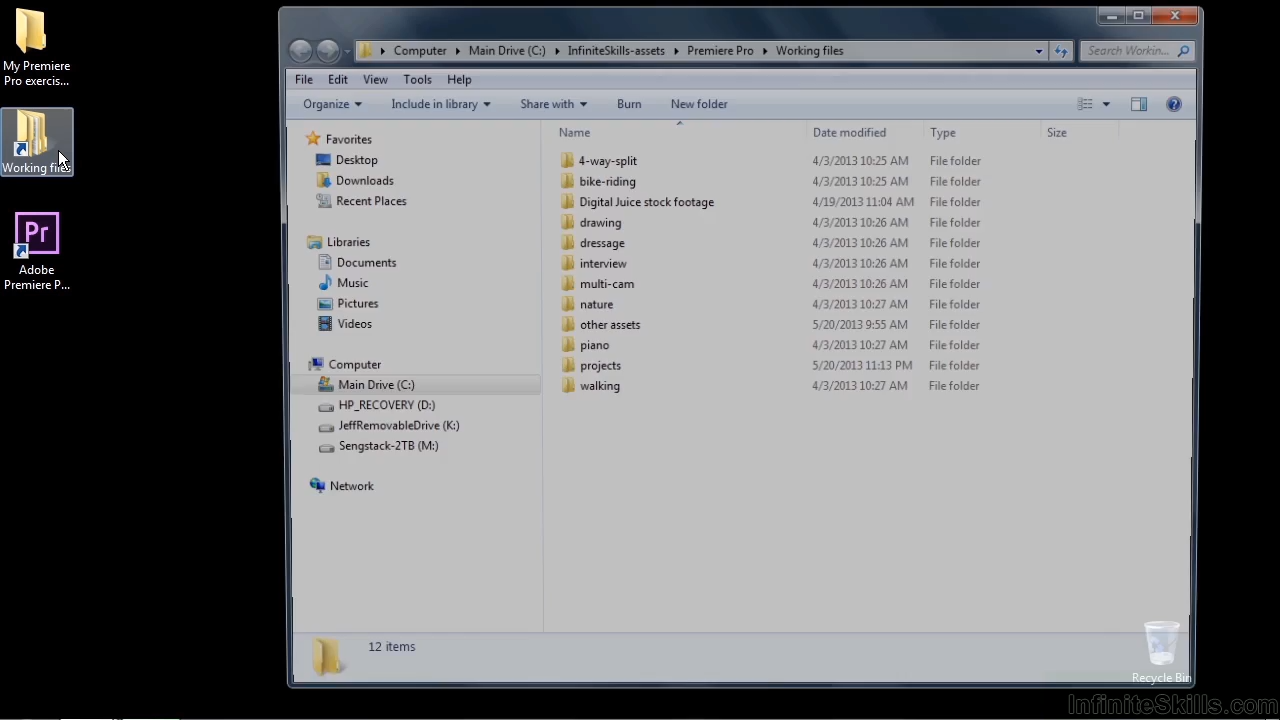 My Premiere
Pro exercis...
Working files
Adobe
Premiere P...
Pr
Computer Main Drive (C:) InfiniteSkills-assets Premiere Pro Working files
Search Workin...
File Edit View Tools Help
Organize Include in library Share with Burn New folder
Favorites
Desktop
Downloads
Recent Places
Libraries
Documents
Music
Pictures
Videos
Computer
Main Drive (C:)
HP_RECOVERY (D:)
JeffRemovableDrive (K:)
Sengstack-2TB (M:)
Network
Name Date modified Type Size
4-way-split 4/3/2013 10:25 AM File folder
bike-riding 4/3/2013 10:25 AM File folder
Digital Juice stock footage 4/19/2013 11:04 AM File folder
drawing 4/3/2013 10:26 AM File folder
dressage 4/3/2013 10:26 AM File folder
interview 4/3/2013 10:26 AM File folder
multi-cam 4/3/2013 10:26 AM File folder
nature 4/3/2013 10:27 AM File folder
other assets 5/20/2013 9:55 AM File folder
piano 4/3/2013 10:27 AM File folder
projects 5/20/2013 11:13 PM File folder
walking 4/3/2013 10:27 AM File folder
12 items
Recycle Bin
InfiniteSkills.com